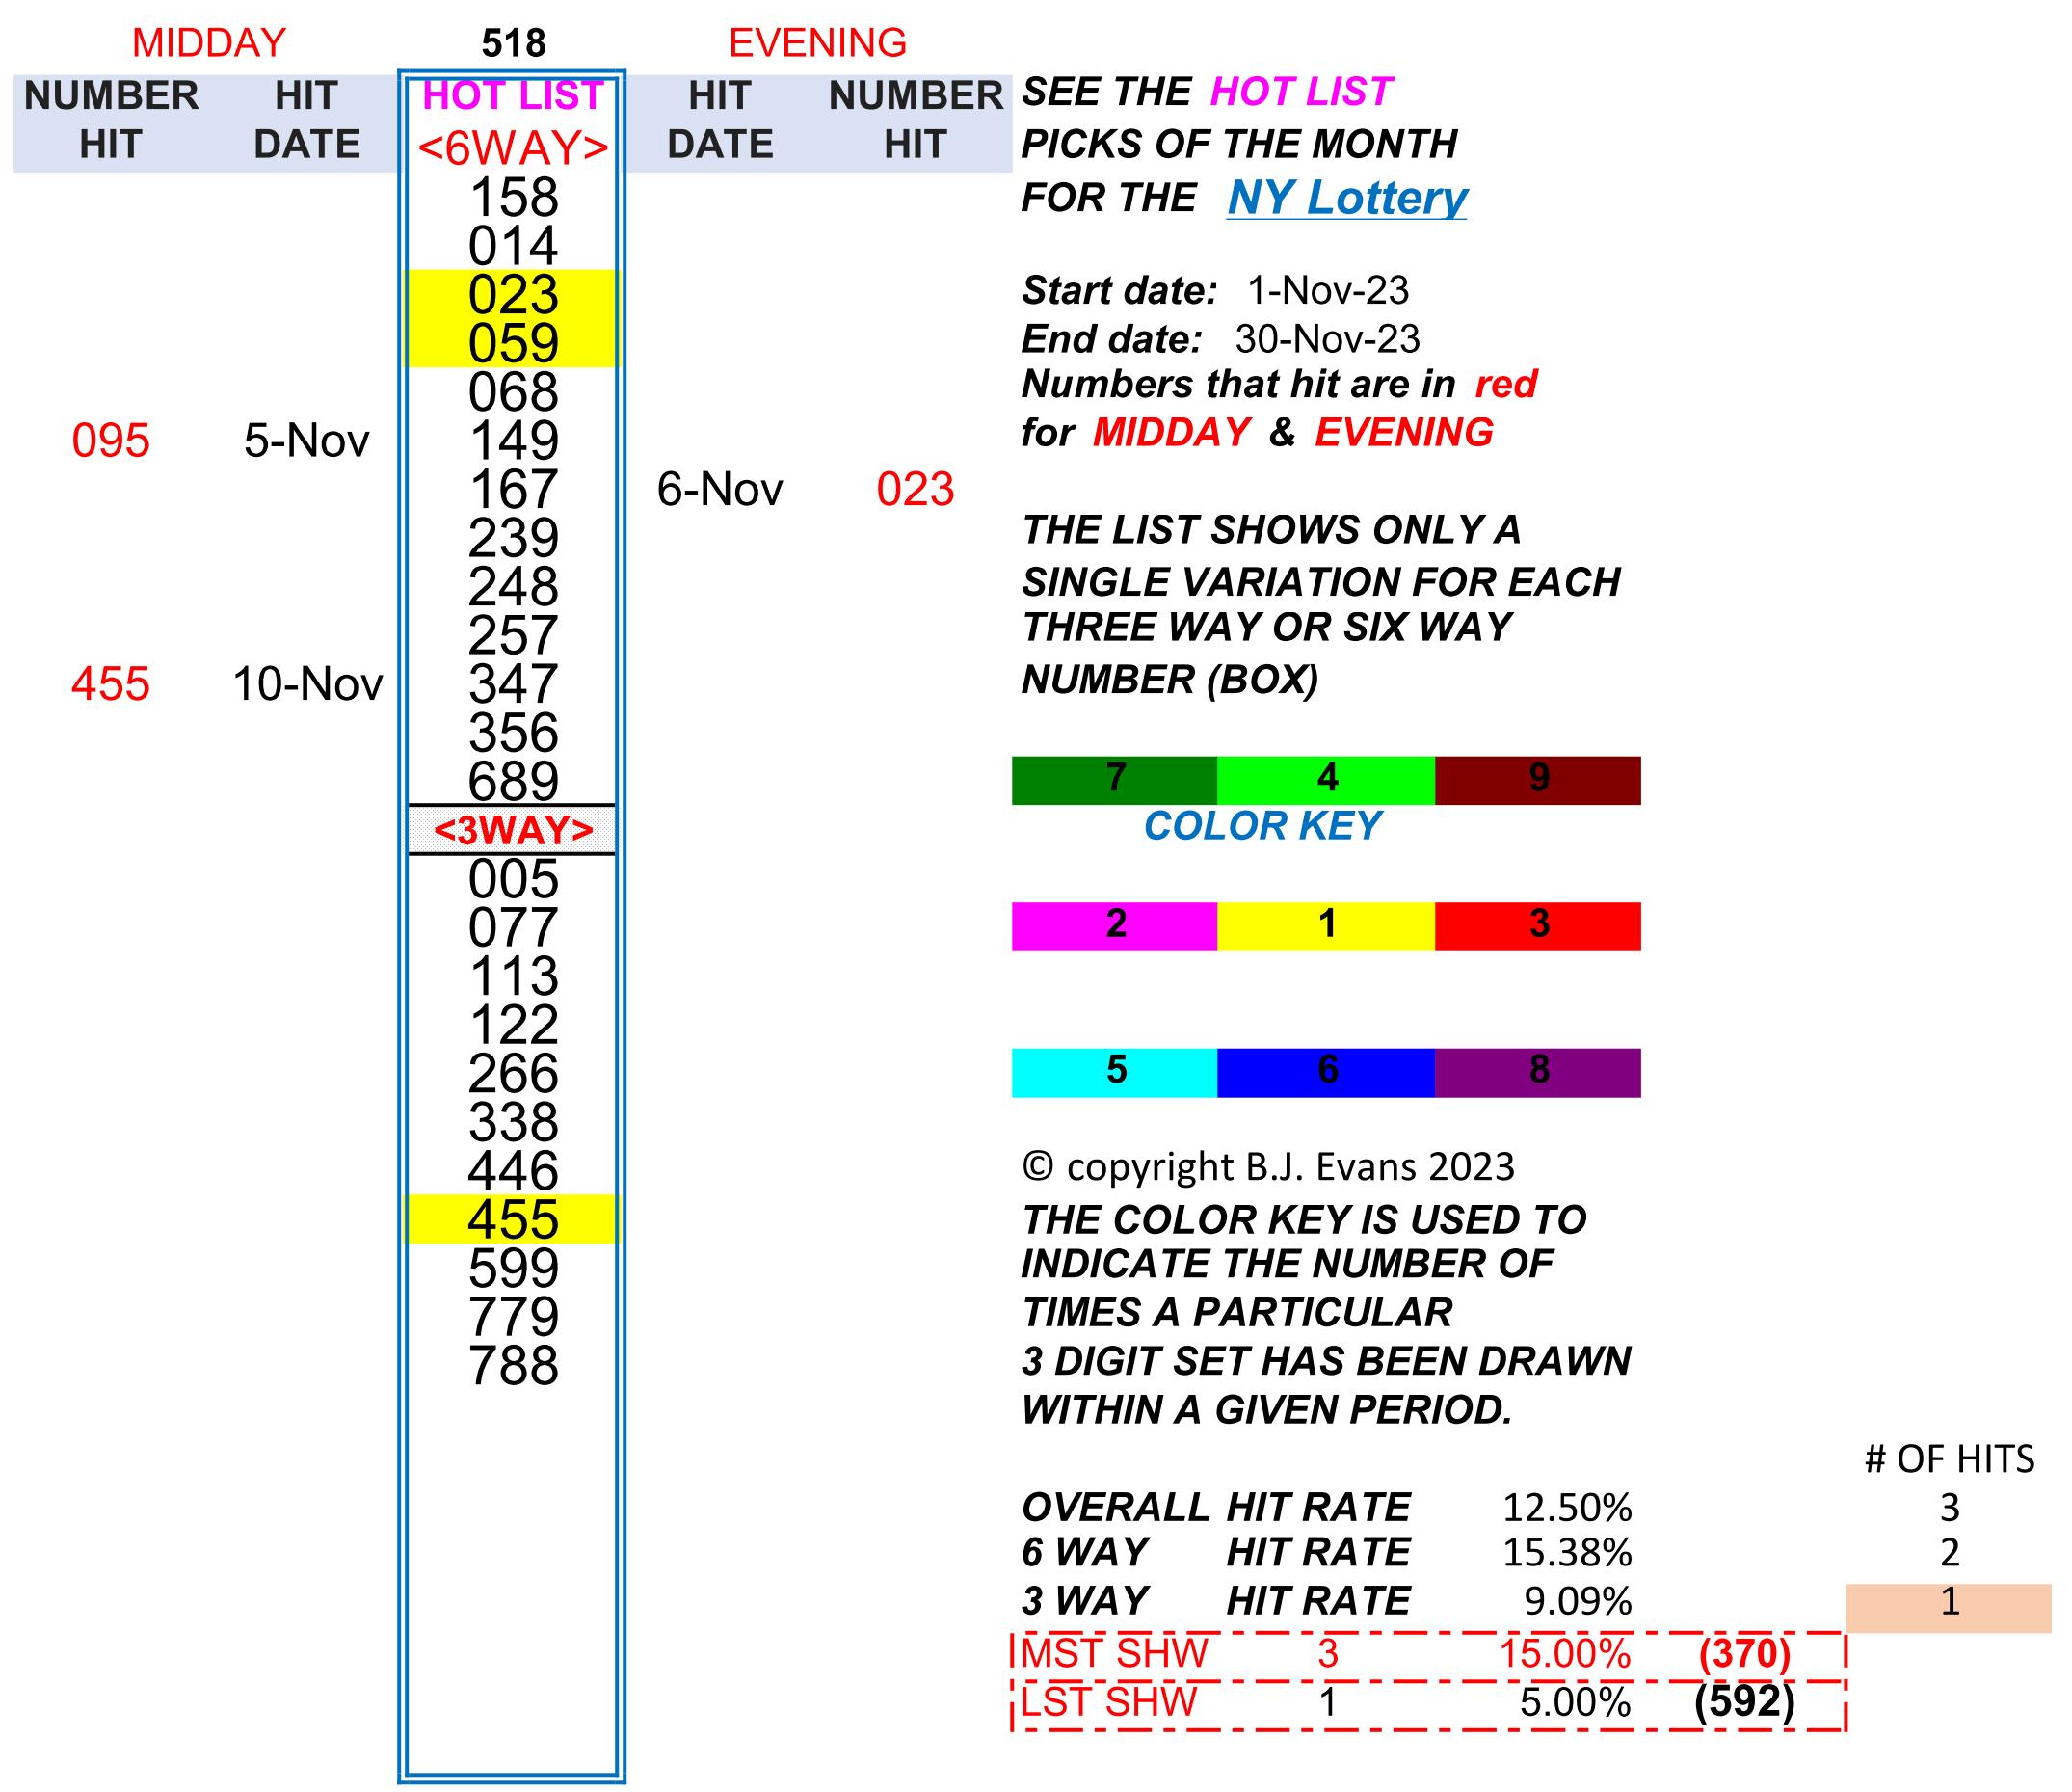 MIDDAY 518 EVENING
NUMBER HIT HOT LIST HIT NUMBER
HIT DATE <6WAY> DATE HIT
158
014
023
059
068
095 5-Nov 149
167 6-Nov 023
239
248
257
455 10-Nov 347
356
689
<3WAY>
005
077
113
122
266
338
446
455
599
779
788
SEE THE HOT LIST
PICKS OF THE MONTH
FOR THE NY Lottery
Start date: 1-Nov-23
End date: 30-Nov-23
Numbers that hit are in red
for MIDDAY & EVENING
THE LIST SHOWS ONLY A
SINGLE VARIATION FOR EACH
THREE WAY OR SIX WAY
NUMBER (BOX)
7 4 9
COLOR KEY
2 1 3
5 6 8
© copyright B.J. Evans 2023
THE COLOR KEY IS USED TO
INDICATE THE NUMBER OF
TIMES A PARTICULAR
3 DIGIT SET HAS BEEN DRAWN
WITHIN A GIVEN PERIOD.
# OF HITS
OVERALL HIT RATE 12.50% 3
6 WAY HIT RATE 15.38% 2
3 WAY HIT RATE 9.09% 1
MST SHW 3 15.00% (370)
LST SHW 1 5.00% (592)